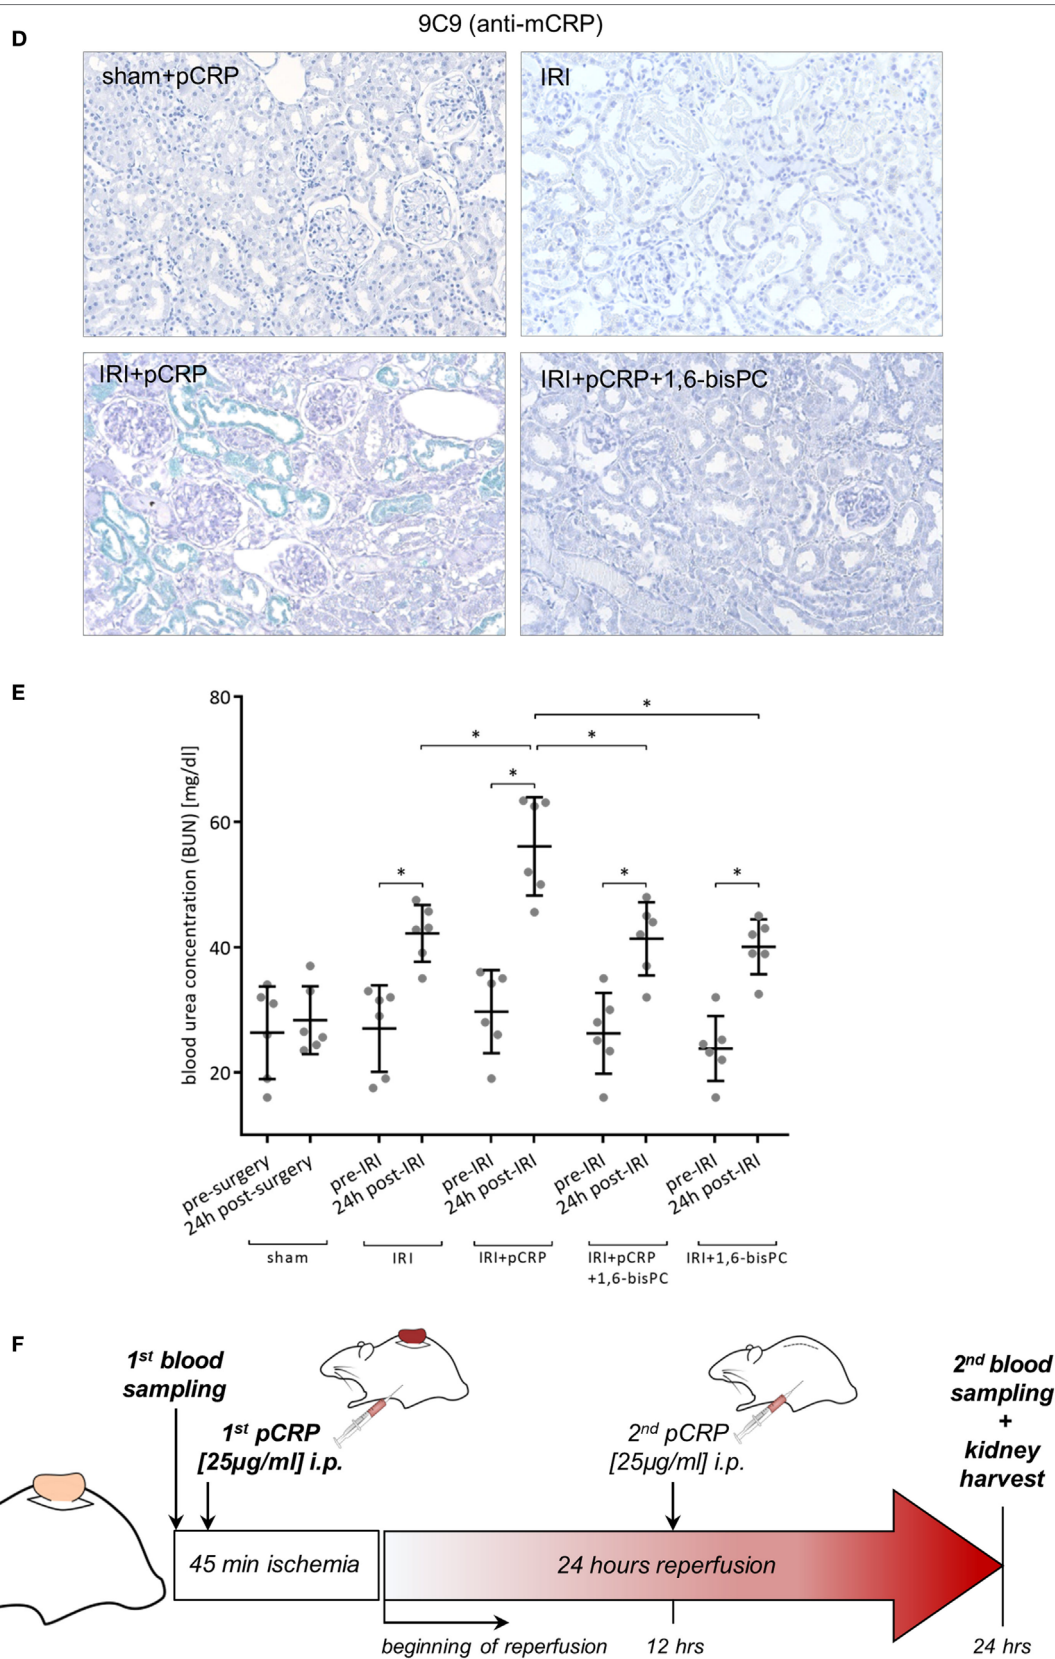 D
9C9 (anti-mCRP)
sham+pCRP
IRI
IRI+pCRP
IRI+pCRP+1,6-bisPC
E
blood urea concentration (BUN) [mg/dl]
80
60
40
20
*
*
*
*
*
*
*
pre-surgery
24h post-surgery
pre-IRI
24h post-IRI
pre-IRI
24h post-IRI
pre-IRI
24h post-IRI
pre-IRI
24h post-IRI
sham
IRI
IRI+pCRP
IRI+pCRP
+1,6-bisPC
IRI+1,6-bisPC
F
1st blood
sampling
1st pCRP
[25µg/ml] i.p.
2nd pCRP
[25µg/ml] i.p.
2nd blood
sampling
+
kidney
harvest
45 min ischemia
24 hours reperfusion
beginning of reperfusion
12 hrs
24 hrs